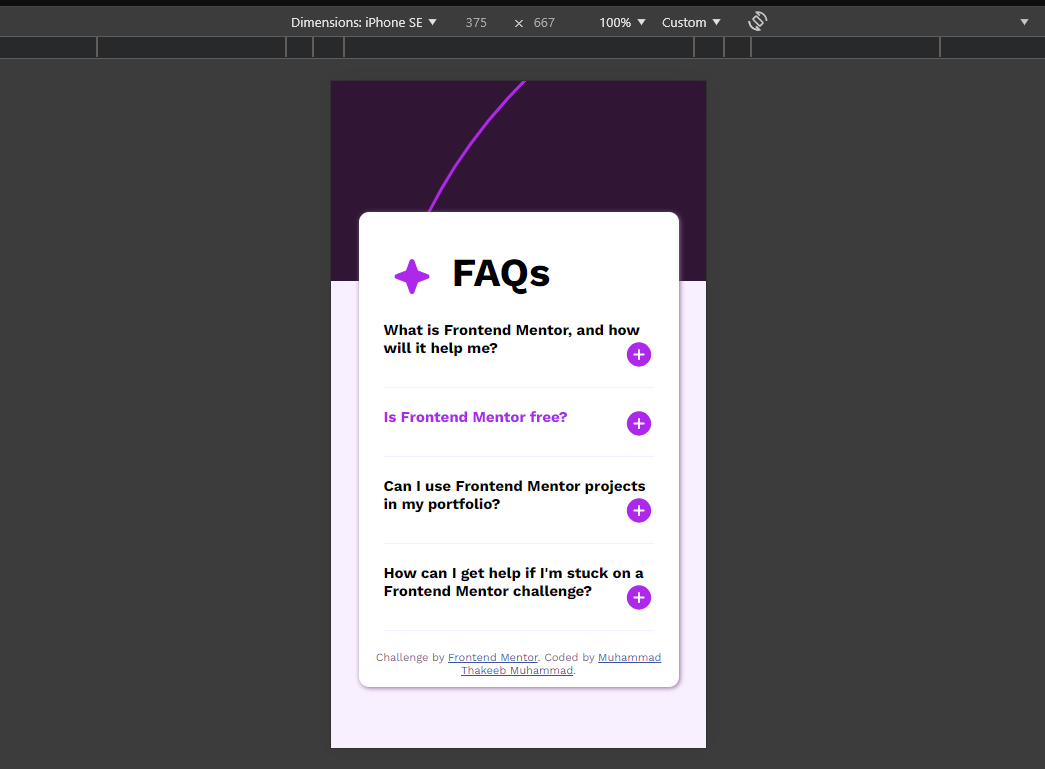 Dimensions: iPhone SE 375 × 667 100% Custom
FAQs
What is Frontend Mentor, and how
will it help me?
Is Frontend Mentor free?
Can I use Frontend Mentor projects
in my portfolio?
How can I get help if I'm stuck on a
Frontend Mentor challenge?
Challenge by Frontend Mentor. Coded by Muhammad
Thakeeb Muhammad.